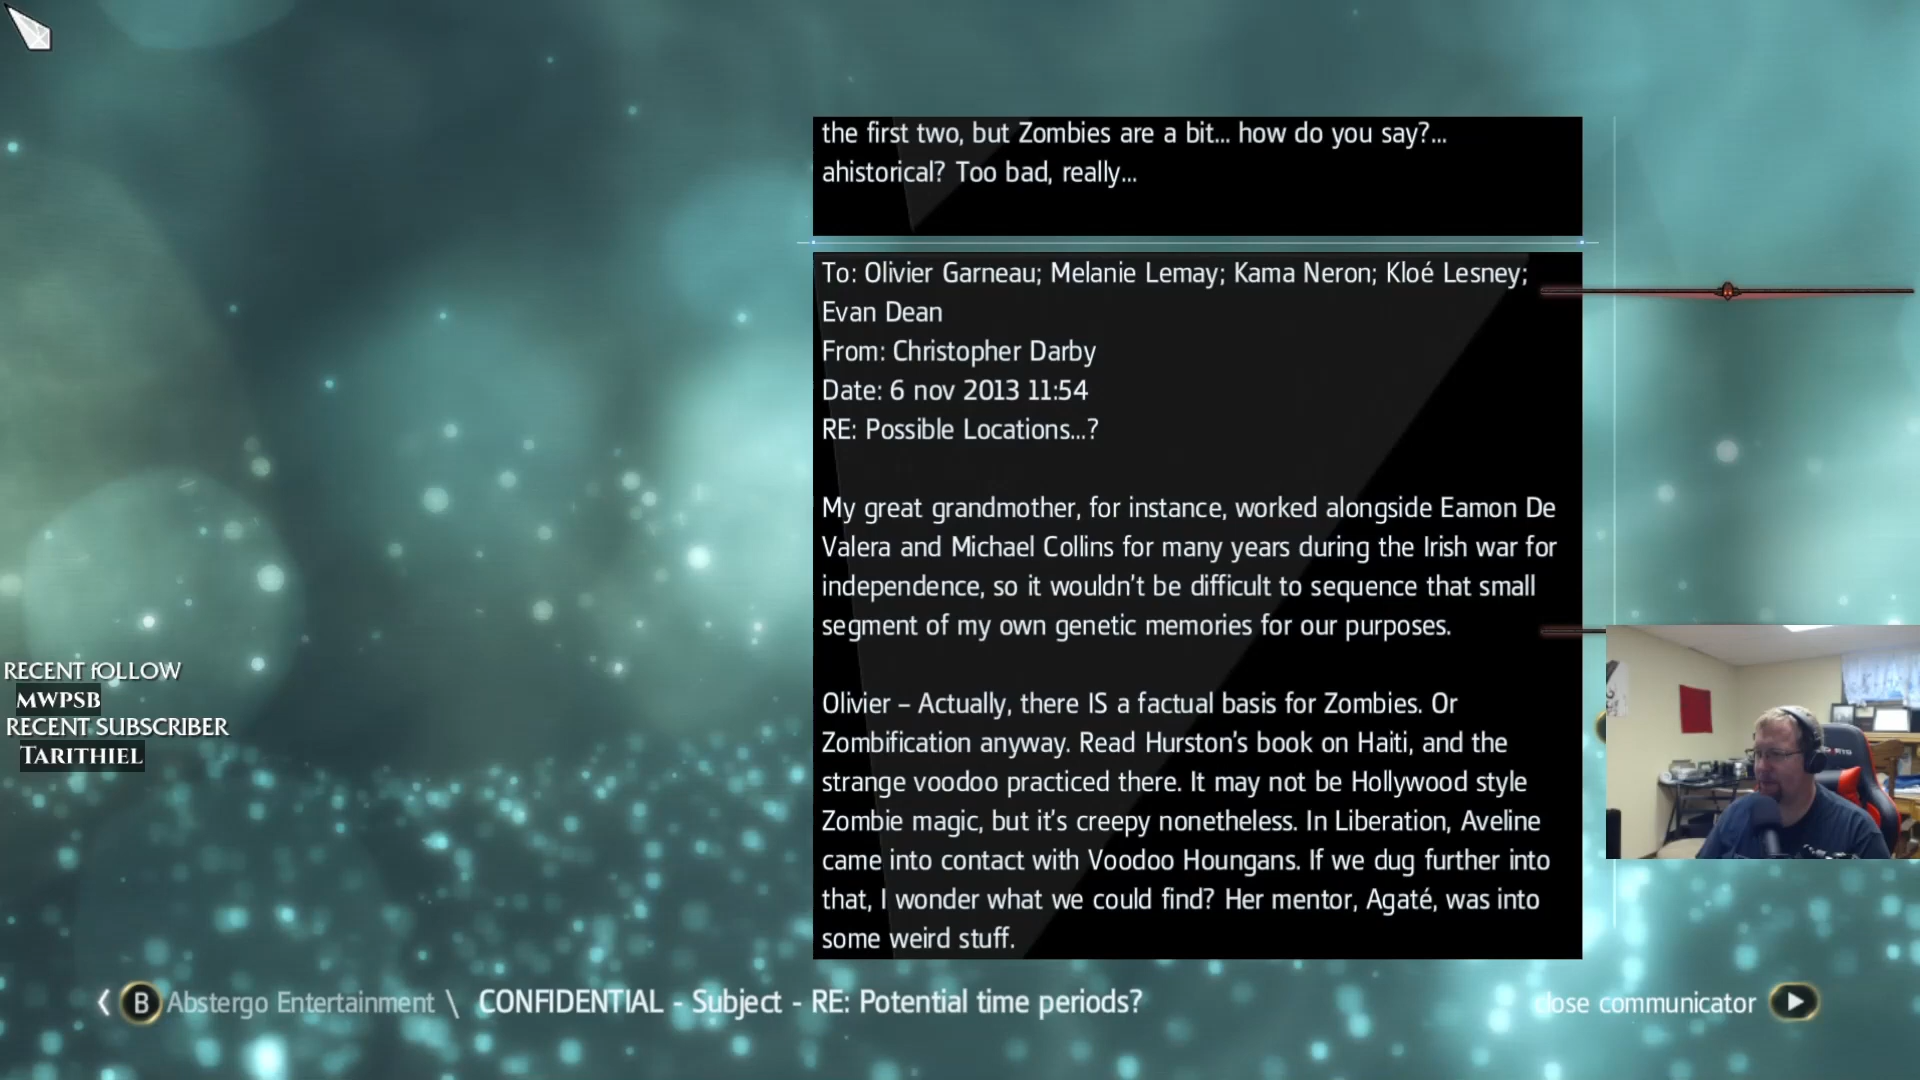 the first two, but Zombies are a bit... how do you say?...
ahistorical? Too bad, really...
To: Olivier Garneau; Melanie Lemay; Kama Neron; Kloé Lesney;
Evan Dean
From: Christopher Darby
Date: 6 nov 2013 11:54
RE: Possible Locations...?
My great grandmother, for instance, worked alongside Eamon De
Valera and Michael Collins for many years during the Irish war for
independence, so it wouldn't be difficult to sequence that small
segment of my own genetic memories for our purposes.
Olivier – Actually, there IS a factual basis for Zombies. Or
Zombification anyway. Read Hurston's book on Haiti, and the
strange voodoo practiced there. It may not be Hollywood style
Zombie magic, but it's creepy nonetheless. In Liberation, Aveline
came into contact with Voodoo Houngans. If we dug further into
that, I wonder what we could find? Her mentor, Agaté, was into
some weird stuff.
RECENT FOLLOW
MWPSB
RECENT SUBSCRIBER
TARITHIEL
B Abstergo Entertainment \ CONFIDENTIAL - Subject - RE: Potential time periods?
close communicator